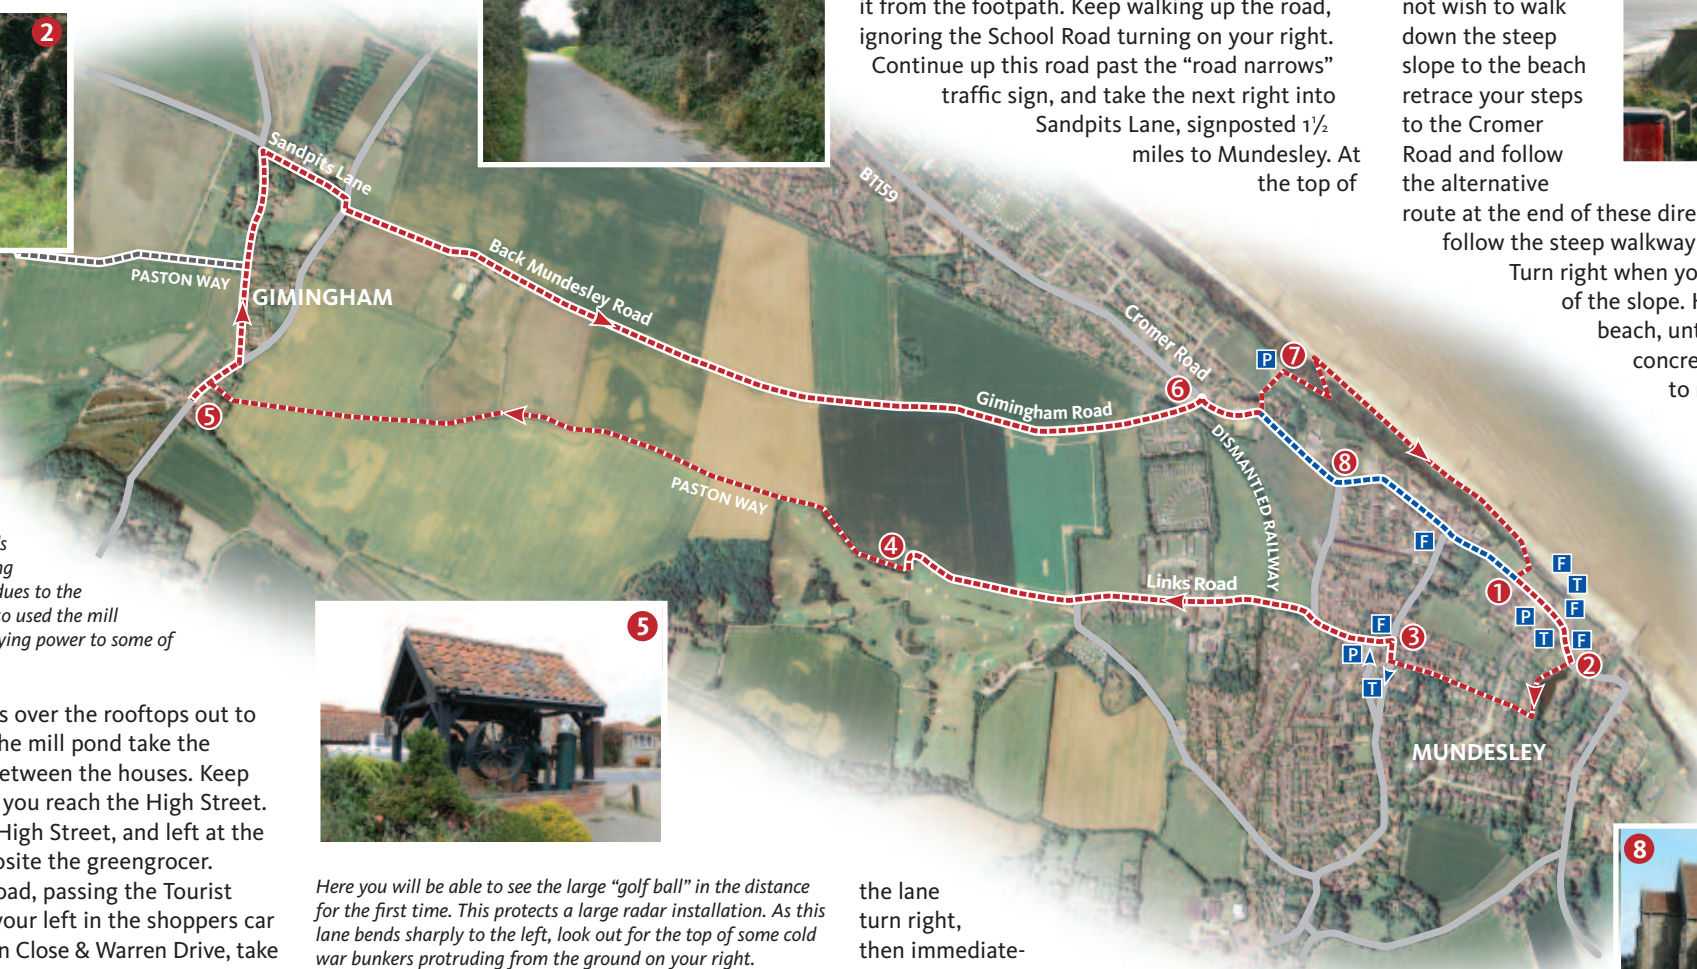 2
it from the footpath. Keep walking up the road,
ignoring the School Road turning on your right.
Continue up this road past the “road narrows”
traffic sign, and take the next right into
Sandpits Lane, signposted 1½
miles to Mundesley. At
the top of
not wish to walk
down the steep
slope to the beach
retrace your steps
to the Cromer
Road and follow
the alternative
route at the end of these dire
follow the steep walkway
Turn right when yo
of the slope. H
beach, unt
concre
to
Sandpits Lane
B1159
PASTON WAY
GIMINGHAM
Back Mundesley Road
Cromer Road
P
7
6
Gimingham Road
5
DISMANTLED RAILWAY
8
PASTON WAY
4
F
Links Road
1
F
T
F
P
T
F
F
3
P
T
2
MUNDESLEY
s
ng
dues to the
so used the mill
ying power to some of
s over the rooftops out to
he mill pond take the
etween the houses. Keep
you reach the High Street.
High Street, and left at the
osite the greengrocer.
oad, passing the Tourist
your left in the shoppers car
n Close & Warren Drive, take
5
Here you will be able to see the large “golf ball” in the distance
for the first time. This protects a large radar installation. As this
lane bends sharply to the left, look out for the top of some cold
war bunkers protruding from the ground on your right.
the lane
turn right,
then immediate-
8